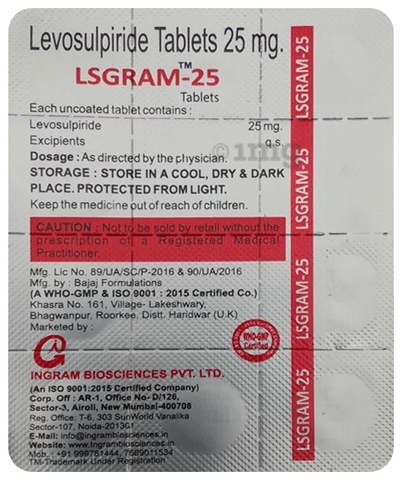 Levosulpiride Tablets 25 mg.
LSGRAM-25™
Tablets
Each uncoated tablet contains :
Levosulpiride 25 mg.
Excipients q.s.
Dosage : As directed by the physician.
STORAGE : STORE IN A COOL, DRY & DARK
PLACE. PROTECTED FROM LIGHT.
Keep the medicine out of reach of children.
CAUTION : Not to be sold by retail without the
prescription of a Registered Medical
Practitioner.
Mfg. Lic No. 89/UA/SC/P-2016 & 90/UA/2016
Mfg. by : Bajaj Formulations
(A WHO-GMP & ISO 9001 : 2015 Certified Co.)
Khasra No. 161, Village- Lakeshwary,
Bhagwanpur, Roorkee, Distt. Haridwar (U.K)
Marketed by :
WHO-GMP
Certified
INGRAM BIOSCIENCES PVT. LTD.
(An ISO 9001:2015 Certified Company)
Corp. Off : AR-1, Office No- D/126,
Sector-3, Airoli, New Mumbai-400708
Reg. Office: T-6, 303 SunWorld Vanalika
Sector-107, Noida-201301
E-Mail: info@ingrambiosciences.in
Website: www.Ingrambiosciences.in
Mob.: +91 999761444, 7669011534
TM-Trademark Under Registration
LSGRAM-25
LSGRAM-25
LSGRAM-25
LSGRAM-25
©1mg